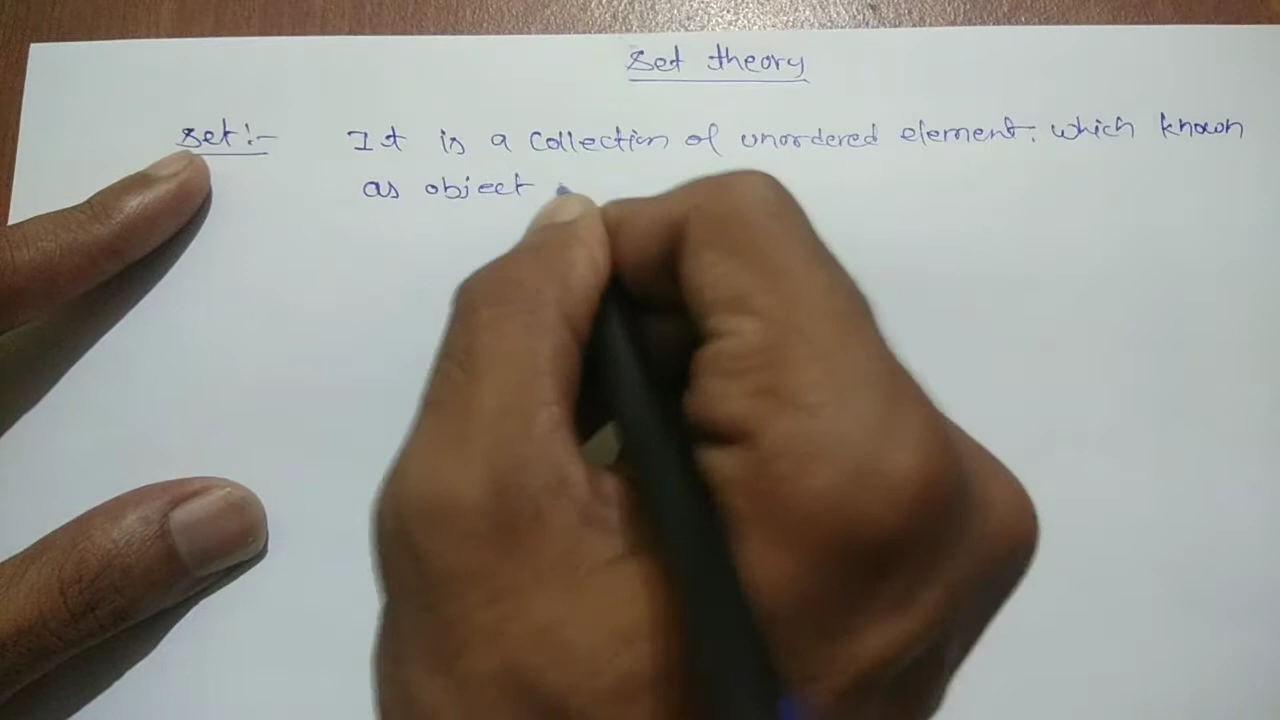 Set theory
Set:- It is a collection of unordered element. which known
as object